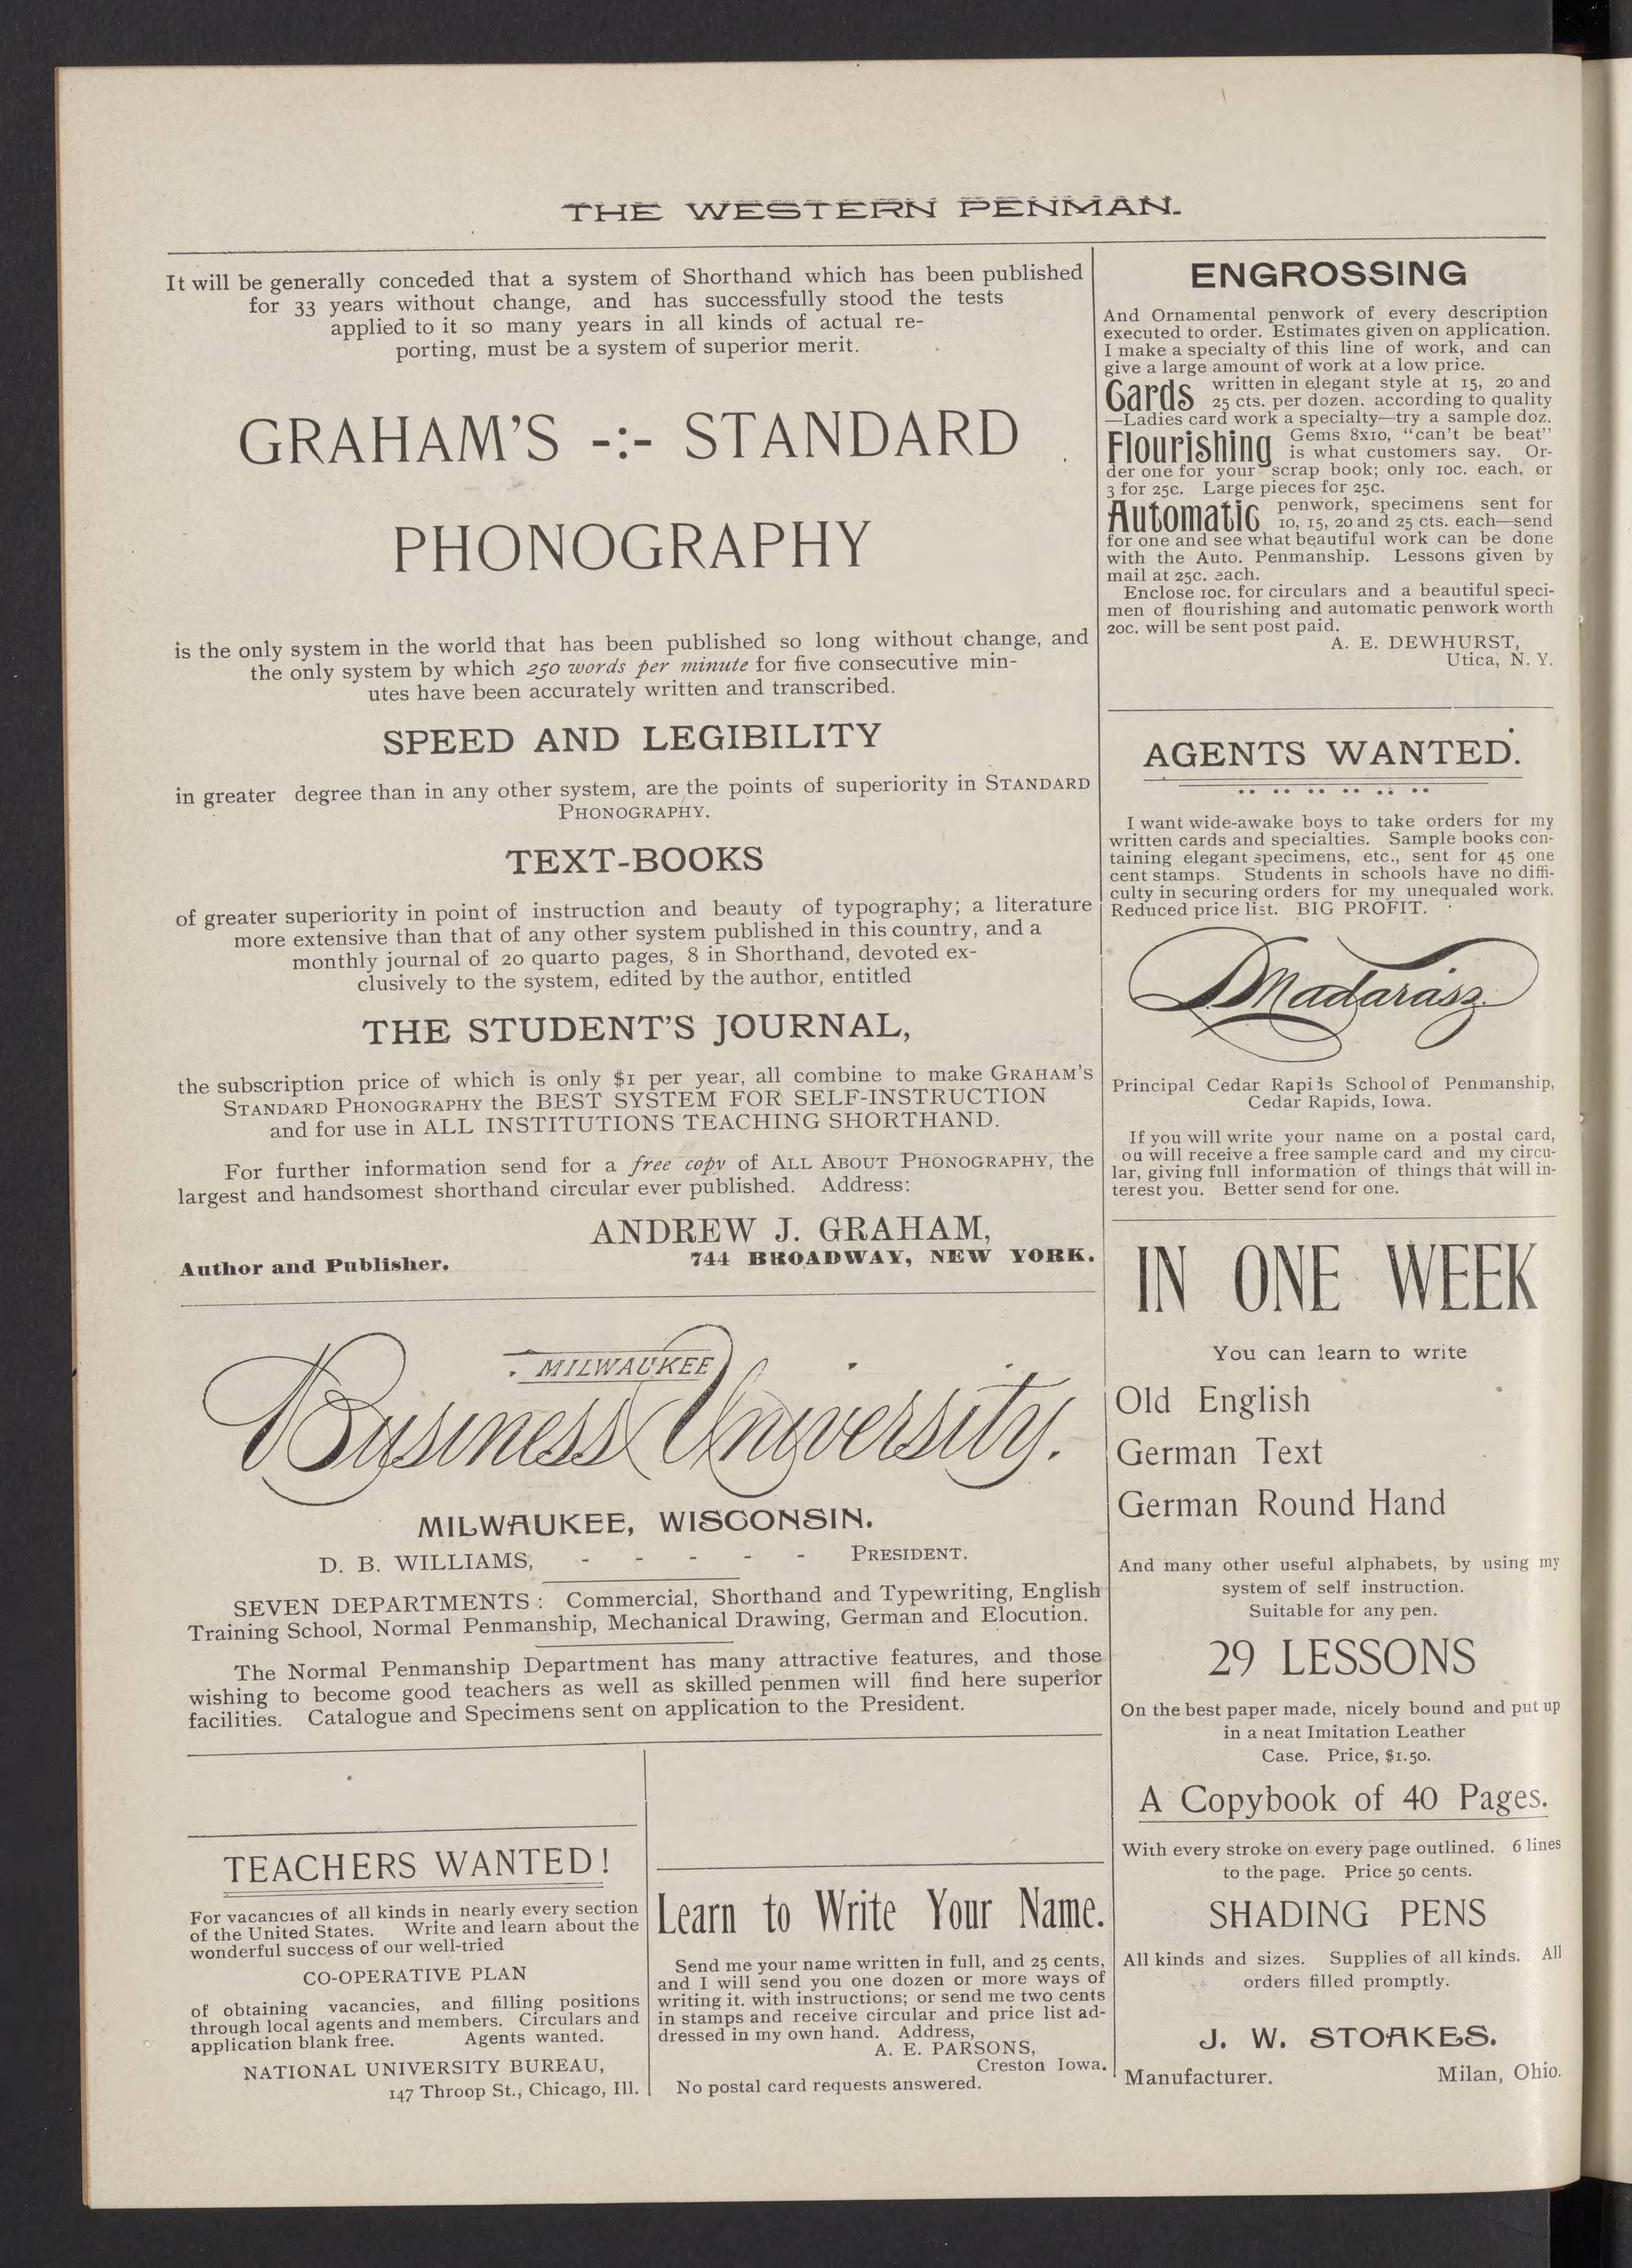 THE WESTERN PENMAN.
It will be generally conceded that a system of Shorthand which has been published
for 33 years without change, and has successfully stood the tests
applied to it so many years in all kinds of actual re-
porting, must be a system of superior merit.
GRAHAM'S -:- STANDARD
PHONOGRAPHY
is the only system in the world that has been published so long without change, and
the only system by which 250 words per minute for five consecutive min-
utes have been accurately written and transcribed.
SPEED AND LEGIBILITY
in greater degree than in any other system, are the points of superiority in STANDARD
PHONOGRAPHY.
TEXT-BOOKS
of greater superiority in point of instruction and beauty of typography; a literature
more extensive than that of any other system published in this country, and a
monthly journal of 20 quarto pages, 8 in Shorthand, devoted ex-
clusively to the system, edited by the author, entitled
THE STUDENT'S JOURNAL,
the subscription price of which is only $1 per year, all combine to make GRAHAM'S
STANDARD PHONOGRAPHY the BEST SYSTEM FOR SELF-INSTRUCTION
and for use in ALL INSTITUTIONS TEACHING SHORTHAND.
For further information send for a free copy of ALL ABOUT PHONOGRAPHY, the
largest and handsomest shorthand circular ever published. Address:
ANDREW J. GRAHAM,
Author and Publisher. 744 BROADWAY, NEW YORK.
MILWAUKEE
Business University.
MILWAUKEE, WISCONSIN.
D. B. WILLIAMS, - - - - - PRESIDENT.
SEVEN DEPARTMENTS: Commercial, Shorthand and Typewriting, English
Training School, Normal Penmanship, Mechanical Drawing, German and Elocution.
The Normal Penmanship Department has many attractive features, and those
wishing to become good teachers as well as skilled penmen will find here superior
facilities. Catalogue and Specimens sent on application to the President.
TEACHERS WANTED!
For vacancies of all kinds in nearly every section
of the United States. Write and learn about the
wonderful success of our well-tried
CO-OPERATIVE PLAN
of obtaining vacancies, and filling positions
through local agents and members. Circulars and
application blank free. Agents wanted.
NATIONAL UNIVERSITY BUREAU,
147 Throop St., Chicago, Ill.
Learn to Write Your Name.
Send me your name written in full, and 25 cents,
and I will send you one dozen or more ways of
writing it. with instructions; or send me two cents
in stamps and receive circular and price list ad-
dressed in my own hand. Address,
A. E. PARSONS,
Creston Iowa.
No postal card requests answered.
ENGROSSING
And Ornamental penwork of every description
executed to order. Estimates given on application.
I make a specialty of this line of work, and can
give a large amount of work at a low price.
Cards written in elegant style at 15, 20 and
25 cts. per dozen. according to quality
—Ladies card work a specialty—try a sample doz.
Flourishing Gems 8x10, "can't be beat"
is what customers say. Or-
der one for your scrap book; only 10c. each, or
3 for 25c. Large pieces for 25c.
Automatic penwork, specimens sent for
10, 15, 20 and 25 cts. each—send
for one and see what beautiful work can be done
with the Auto. Penmanship. Lessons given by
mail at 25c. each.
Enclose 10c. for circulars and a beautiful speci-
men of flourishing and automatic penwork worth
20c. will be sent post paid.
A. E. DEWHURST,
Utica, N. Y.
AGENTS WANTED.
I want wide-awake boys to take orders for my
written cards and specialties. Sample books con-
taining elegant specimens, etc., sent for 45 one
cent stamps. Students in schools have no diffi-
culty in securing orders for my unequaled work.
Reduced price list. BIG PROFIT.
L Madarasz.
Principal Cedar Rapids School of Penmanship,
Cedar Rapids, Iowa.
If you will write your name on a postal card,
ou will receive a free sample card and my circu-
lar, giving full information of things that will in-
terest you. Better send for one.
IN ONE WEEK
You can learn to write
Old English
German Text
German Round Hand
And many other useful alphabets, by using my
system of self instruction.
Suitable for any pen.
29 LESSONS
On the best paper made, nicely bound and put up
in a neat Imitation Leather
Case. Price, $1.50.
A Copybook of 40 Pages.
With every stroke on every page outlined. 6 lines
to the page. Price 50 cents.
SHADING PENS
All kinds and sizes. Supplies of all kinds. All
orders filled promptly.
J. W. STOAKES.
Manufacturer. Milan, Ohio.